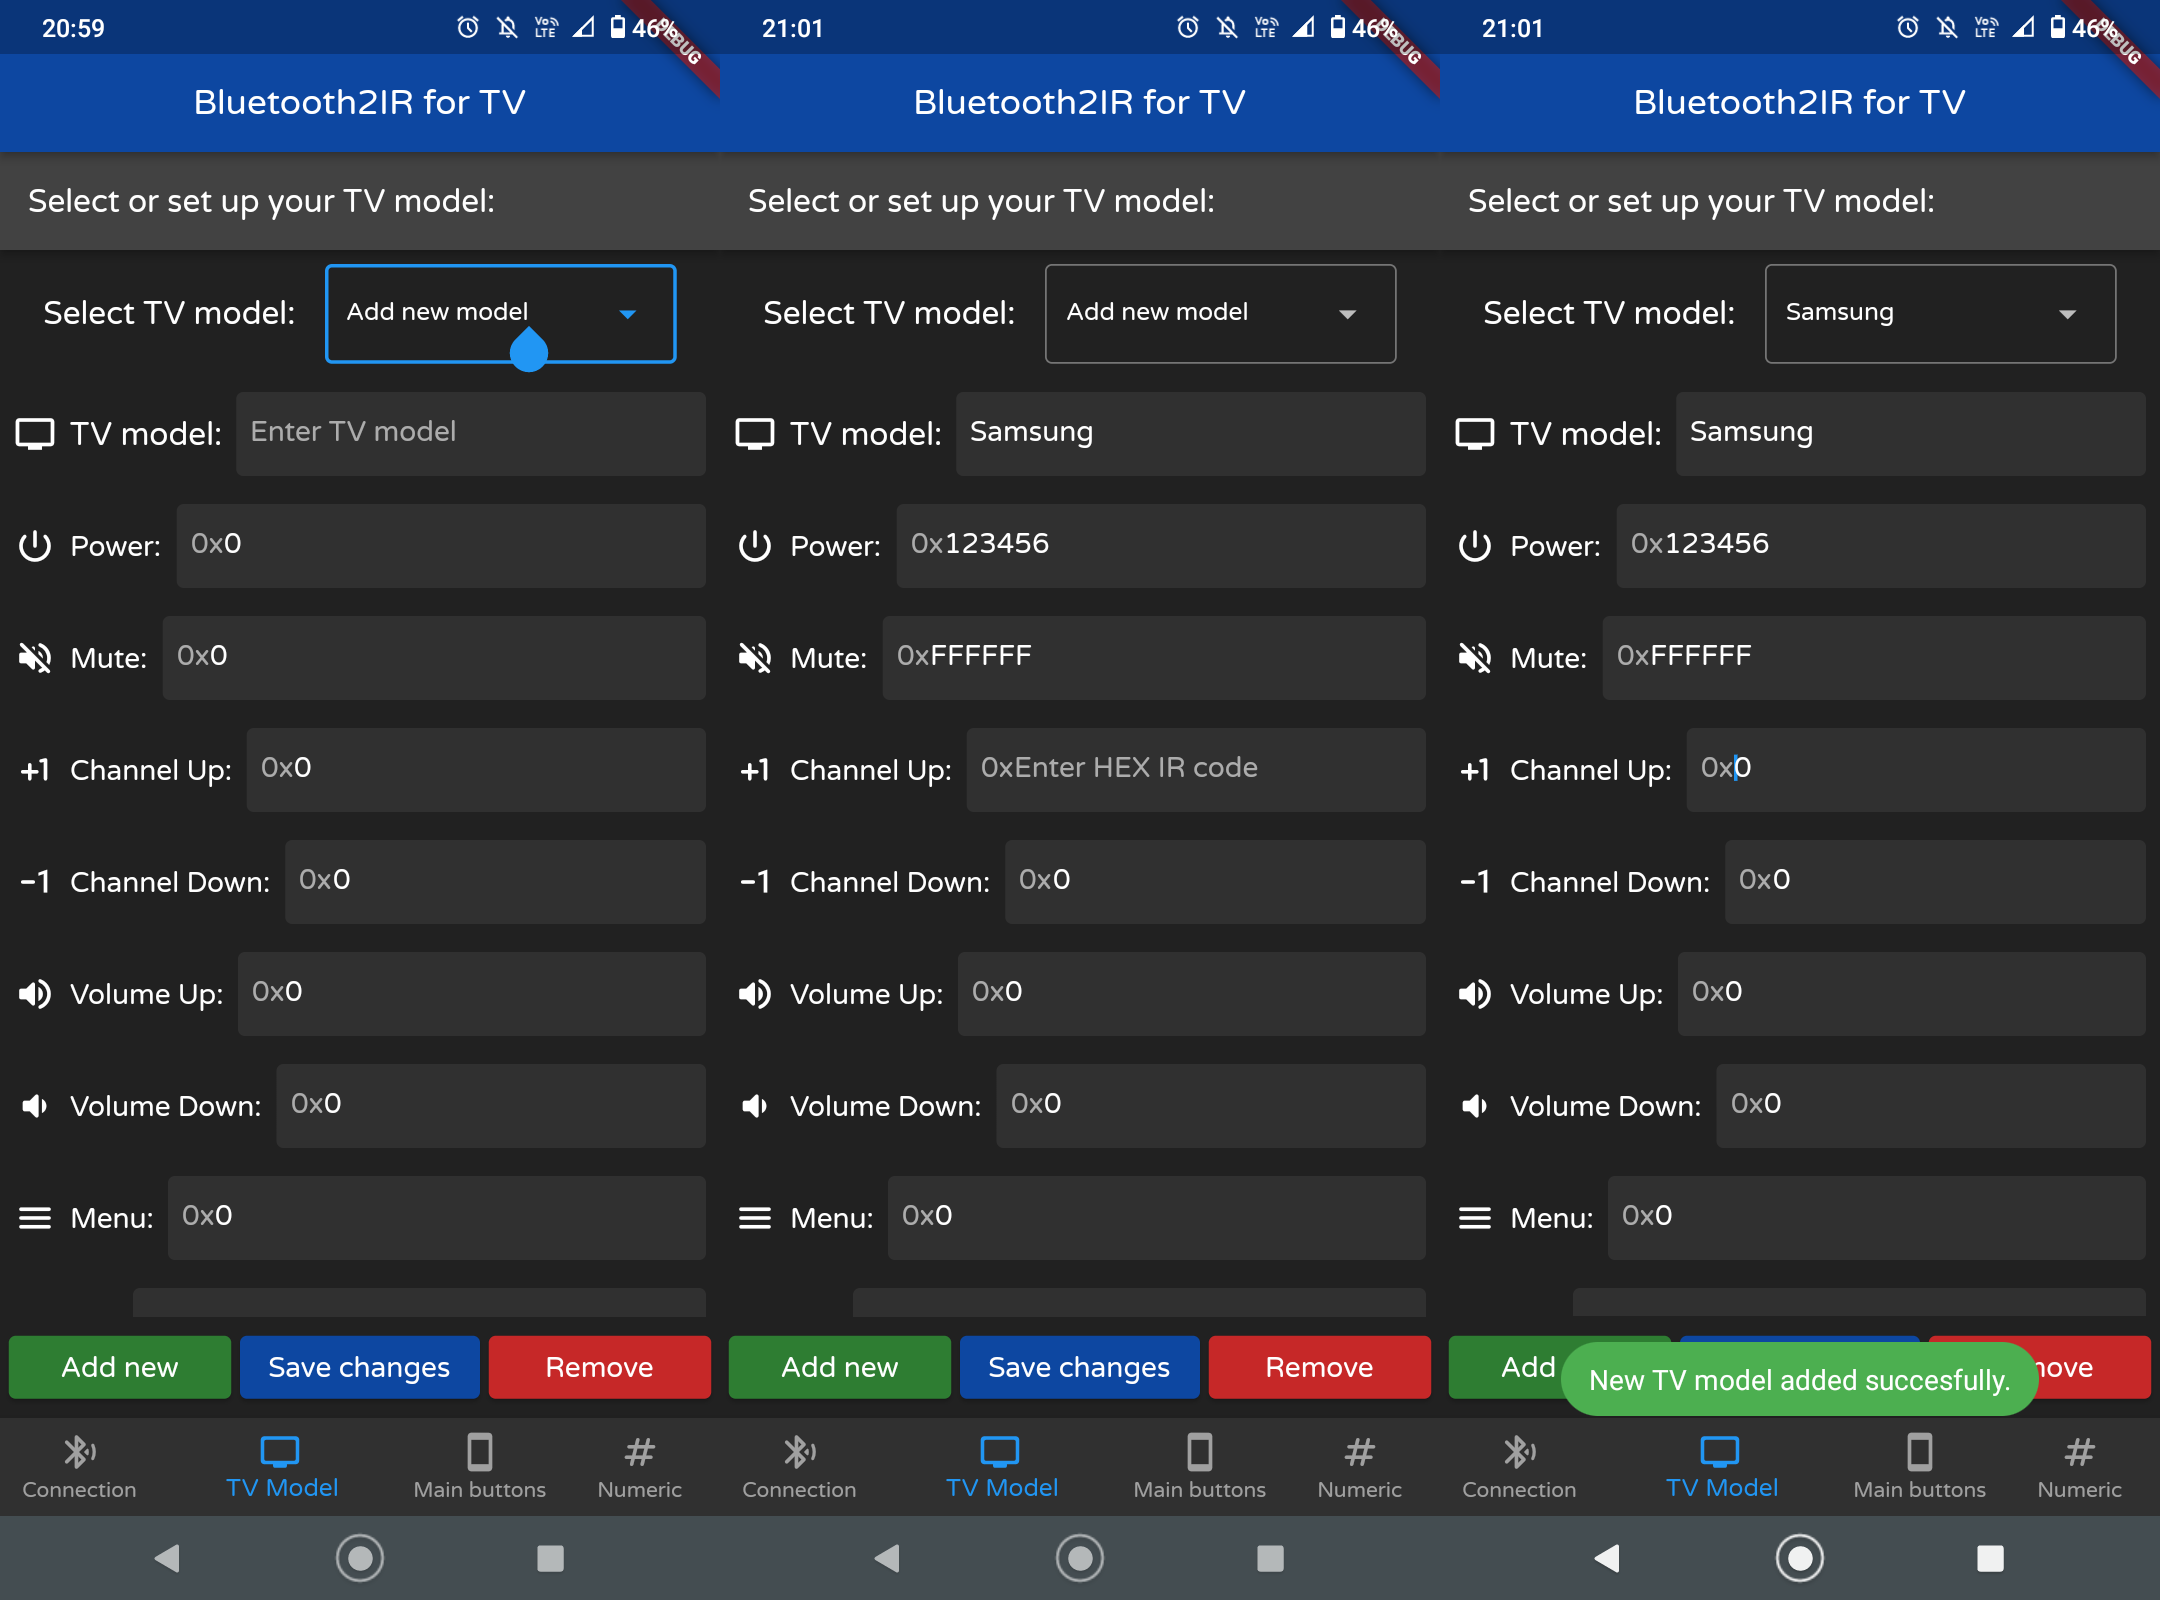 20:59
Vo LTE
46%
DEBUG
Bluetooth2IR for TV
Select or set up your TV model:
Select TV model:
Add new model
TV model:
Enter TV model
Power:
0x0
Mute:
0x0
+1
Channel Up:
0x0
-1
Channel Down:
0x0
Volume Up:
0x0
Volume Down:
0x0
Menu:
0x0
Add new
Save changes
Remove
Connection
TV Model
Main buttons
#
Numeric
21:01
Vo LTE
46%
DEBUG
Bluetooth2IR for TV
Select or set up your TV model:
Select TV model:
Add new model
TV model:
Samsung
Power:
0x123456
Mute:
0xFFFFFF
+1
Channel Up:
0xEnter HEX IR code
-1
Channel Down:
0x0
Volume Up:
0x0
Volume Down:
0x0
Menu:
0x0
Add new
Save changes
Remove
Connection
TV Model
Main buttons
#
Numeric
21:01
Vo LTE
46%
DEBUG
Bluetooth2IR for TV
Select or set up your TV model:
Select TV model:
Samsung
TV model:
Samsung
Power:
0x123456
Mute:
0xFFFFFF
+1
Channel Up:
0x0
-1
Channel Down:
0x0
Volume Up:
0x0
Volume Down:
0x0
Menu:
0x0
Add
move
New TV model added succesfully.
Connection
TV Model
Main buttons
#
Numeric